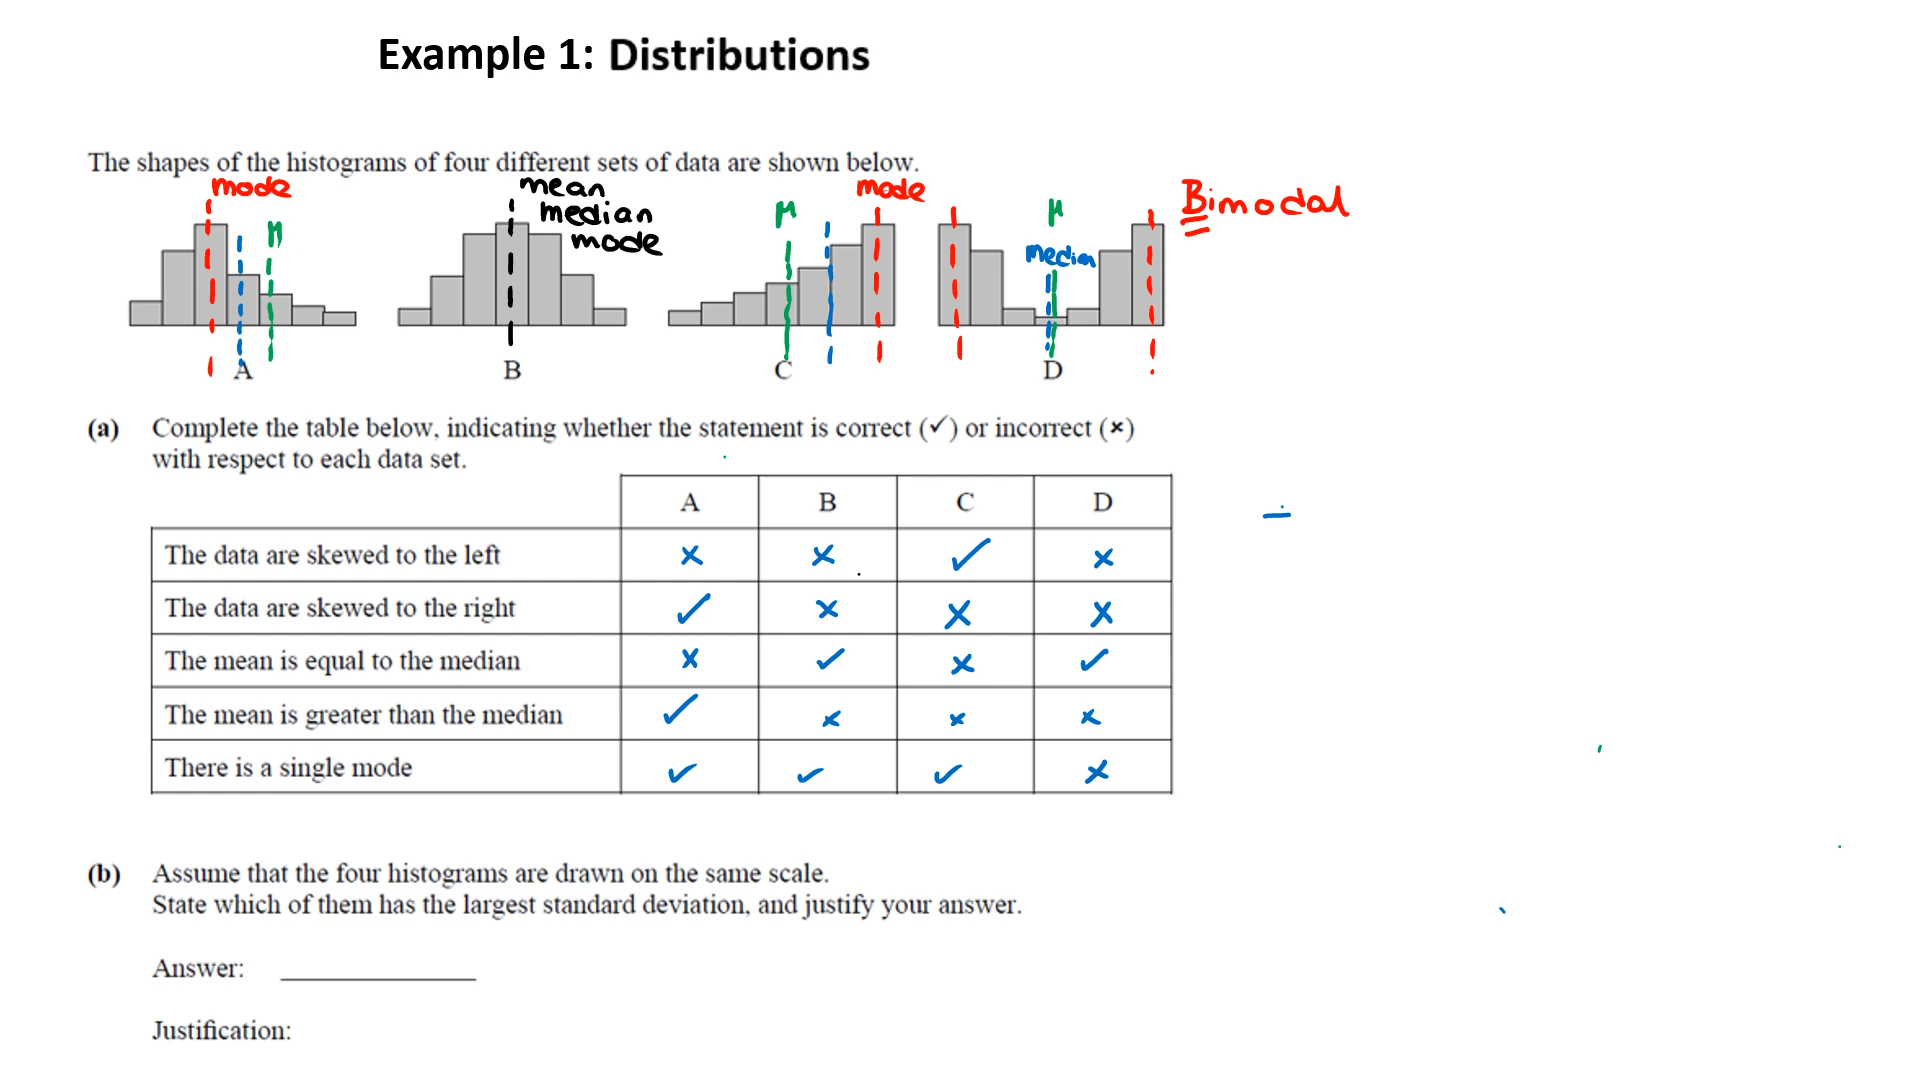 Example 1: Distributions
The shapes of the histograms of four different sets of data are shown below.
mode
mean
median
mode
μ
μ
mode
μ
median
Bimodal
A B C D
(a) Complete the table below, indicating whether the statement is correct (✓) or incorrect (×)
with respect to each data set.
A B C D
The data are skewed to the left × × ✓ ×
The data are skewed to the right ✓ × × ×
The mean is equal to the median × ✓ × ✓
The mean is greater than the median ✓ × × ×
There is a single mode ✓ ✓ ✓ ×
(b) Assume that the four histograms are drawn on the same scale.
State which of them has the largest standard deviation, and justify your answer.
Answer:
Justification: